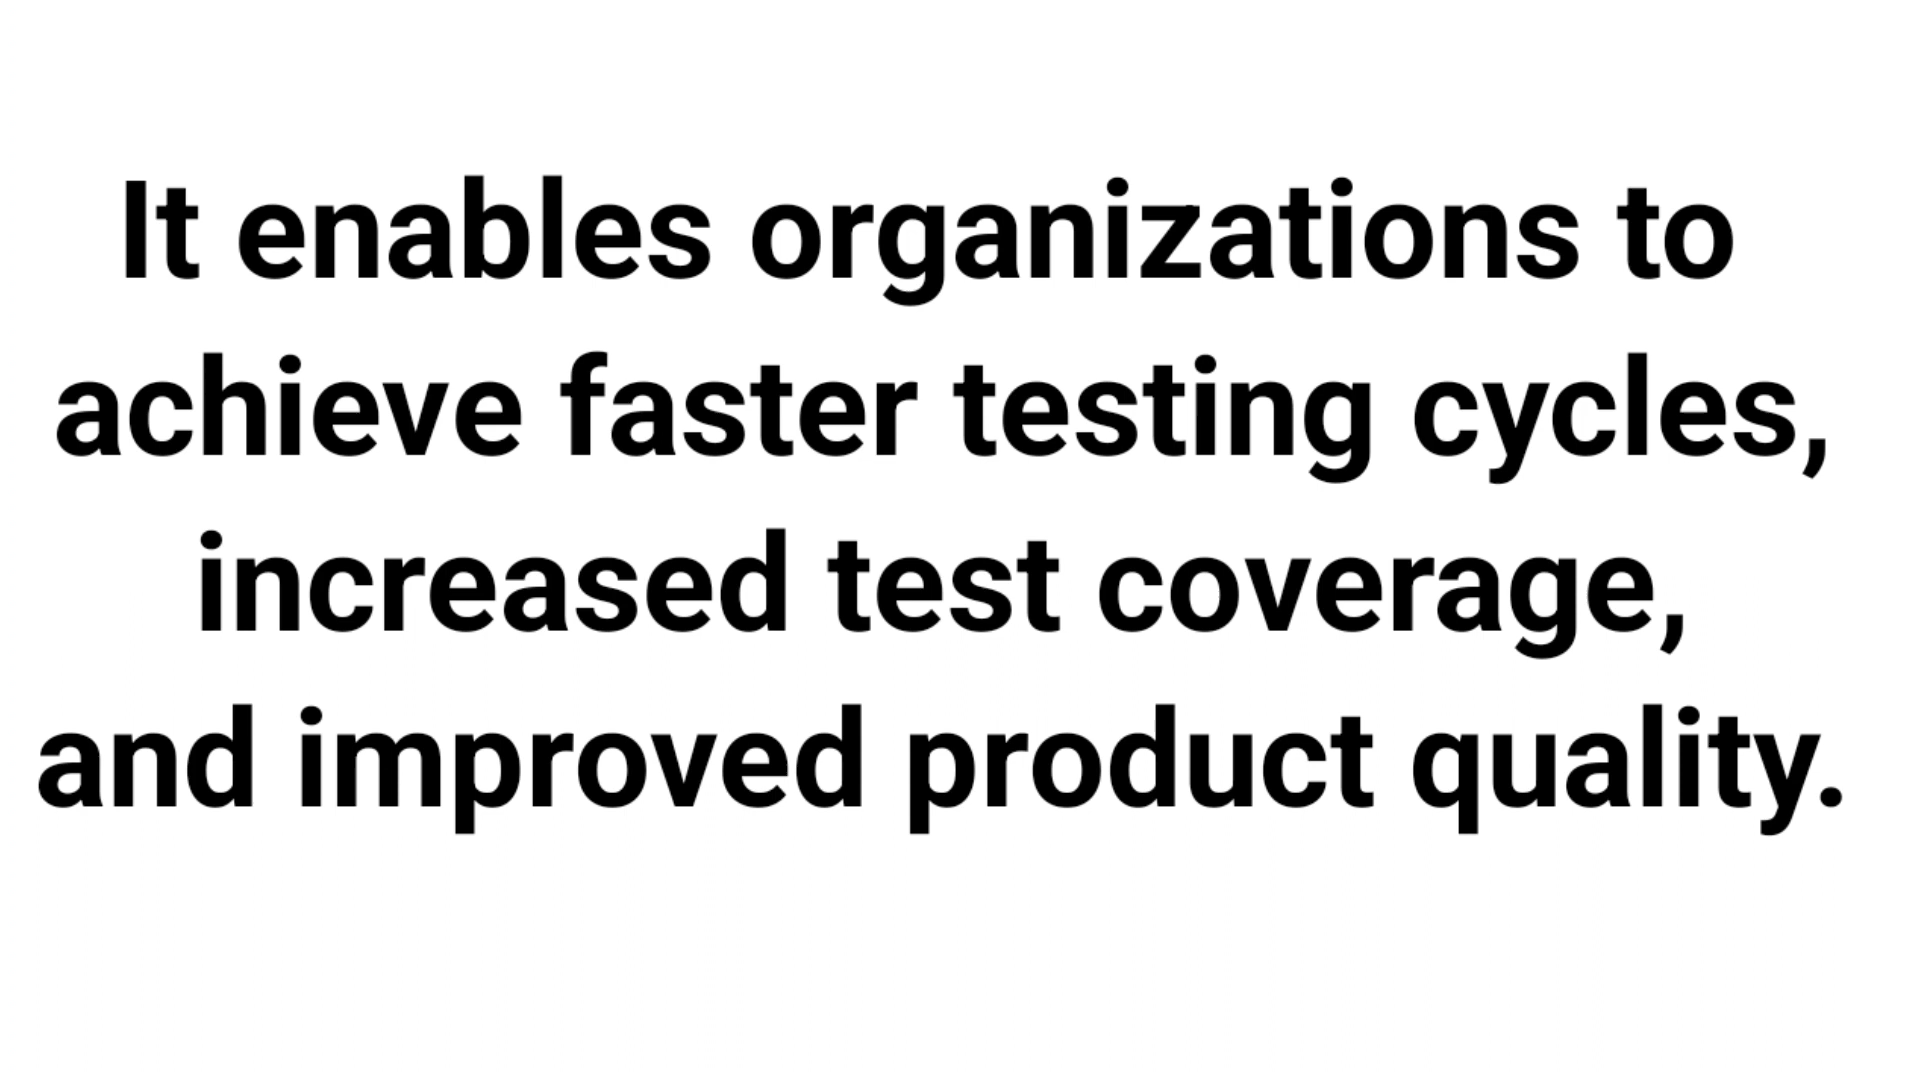 It enables organizations to
achieve faster testing cycles,
increased test coverage,
and improved product quality.